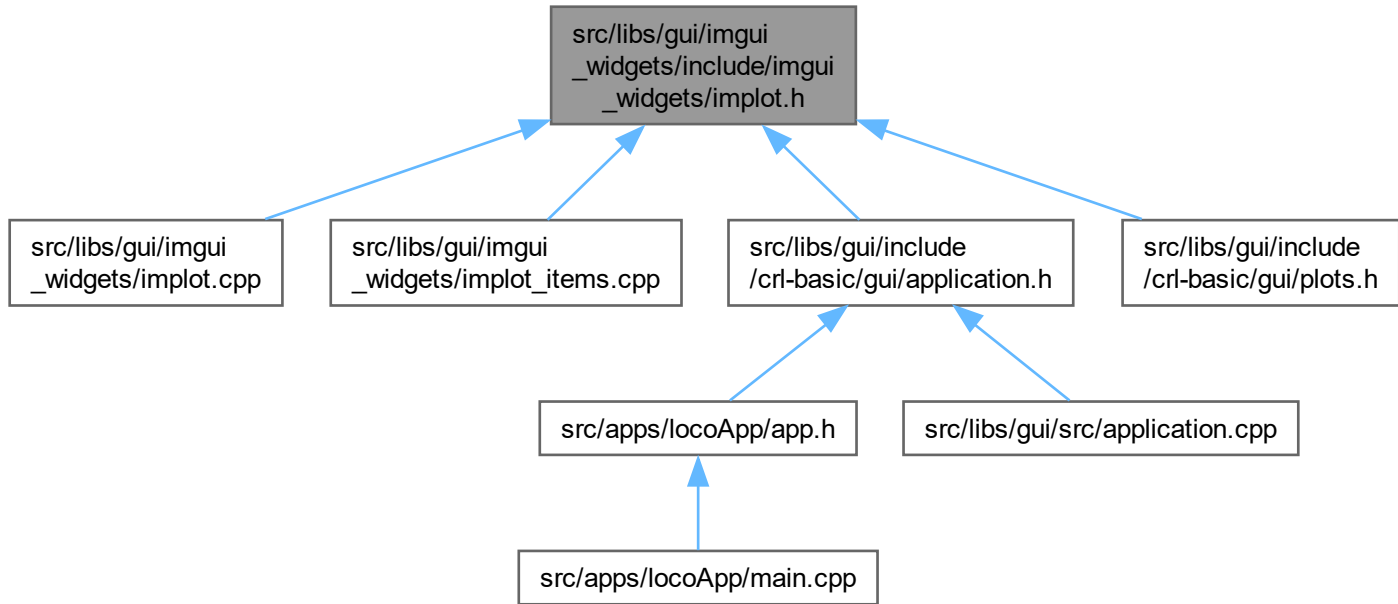 src/libs/gui/imgui
_widgets/include/imgui
_widgets/implot.h
src/libs/gui/imgui
_widgets/implot.cpp
src/libs/gui/imgui
_widgets/implot_items.cpp
src/libs/gui/include
/crl-basic/gui/application.h
src/libs/gui/include
/crl-basic/gui/plots.h
src/apps/locoApp/app.h
src/libs/gui/src/application.cpp
src/apps/locoApp/main.cpp